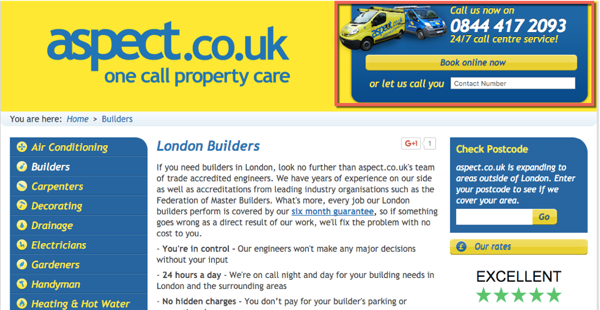 aspect.co.uk
one call property care
Call us now on
0844 417 2093
24/7 call centre service!
Book online now
or let us call you
Contact Number
You are here: Home > Builders
Air Conditioning
Builders
Carpenters
Decorating
Drainage
Electricians
Gardeners
Handyman
Heating & Hot Water
London Builders
G+1
1
If you need builders in London, look no further than aspect.co.uk's team
of trade accredited engineers. We have years of experience on our side
as well as accreditations from leading industry organisations such as the
Federation of Master Builders. What's more, every job our London
builders perform is covered by our six month guarantee, so if something
goes wrong as a direct result of our work, we'll fix the problem with no
cost to you.
- You're in control - Our engineers won't make any major decisions
without your input
- 24 hours a day - We're on call night and day for your building needs in
London and the surrounding areas
- No hidden charges - You don't pay for your builder's parking or
Check Postcode
aspect.co.uk is expanding to
areas outside of London. Enter
your postcode to see if we
cover your area.
Go
£ Our rates
EXCELLENT